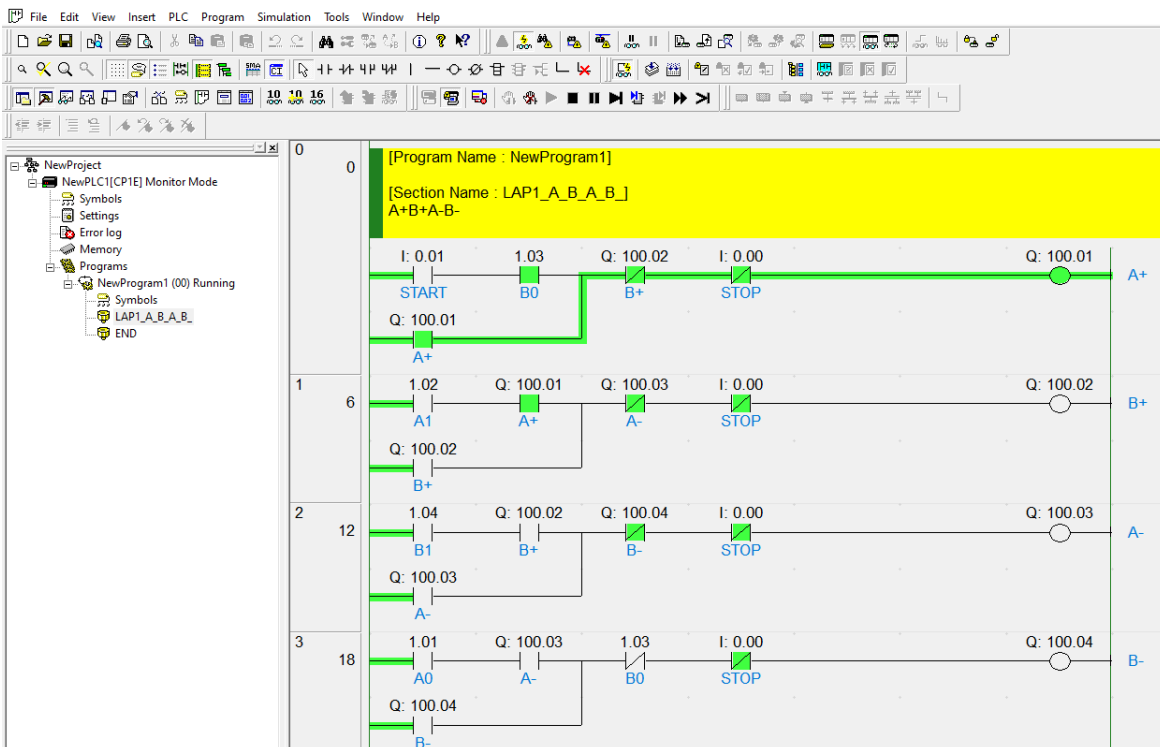 File Edit View Insert PLC Program Simulation Tools Window Help
10 10 16
SMA
NewProject
NewPLC1[CP1E] Monitor Mode
Symbols
Settings
Error log
Memory
Programs
NewProgram1 (00) Running
Symbols
LAP1_A_B_A_B_
END
0
0
[Program Name : NewProgram1]
[Section Name : LAP1_A_B_A_B_]
A+B+A-B-
I: 0.01 1.03 Q: 100.02 I: 0.00 Q: 100.01
A+
START B0 B+ STOP
Q: 100.01
A+
1
6
1.02 Q: 100.01 Q: 100.03 I: 0.00 Q: 100.02
B+
A1 A+ A- STOP
Q: 100.02
B+
2
12
1.04 Q: 100.02 Q: 100.04 I: 0.00 Q: 100.03
A-
B1 B+ B- STOP
Q: 100.03
A-
3
18
1.01 Q: 100.03 1.03 I: 0.00 Q: 100.04
B-
A0 A- B0 STOP
Q: 100.04
B-